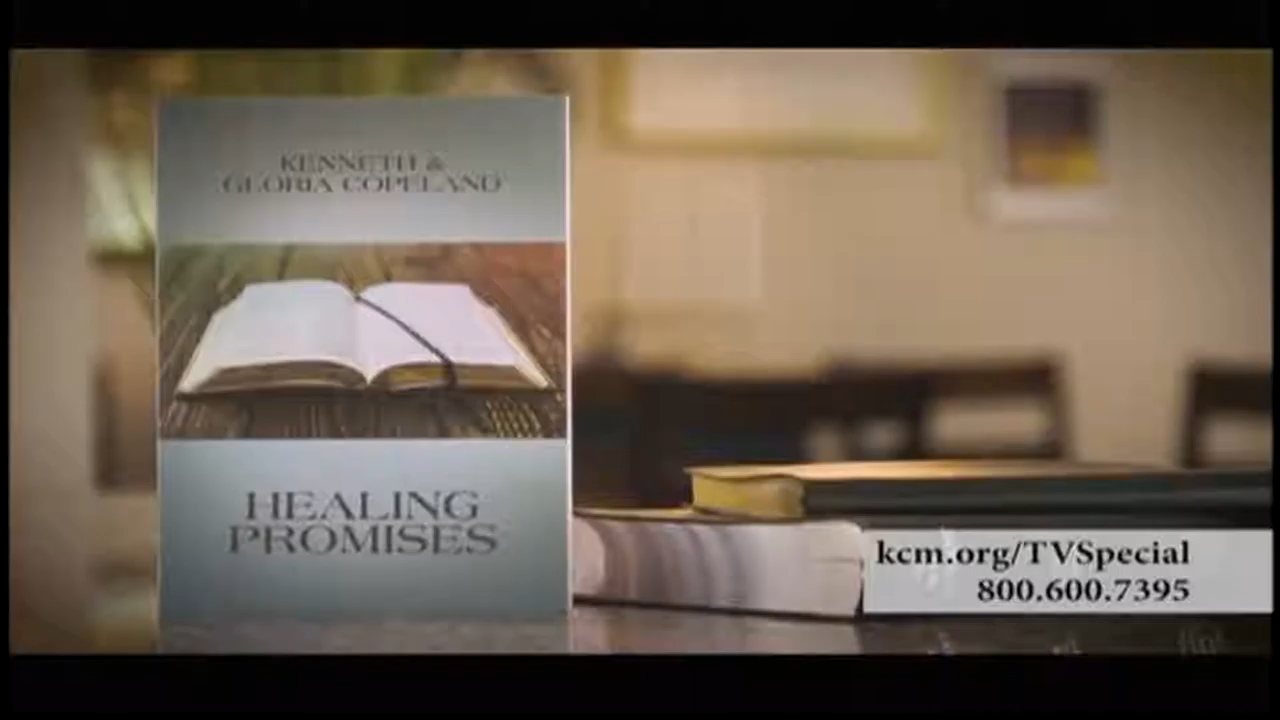 KENNETH &
GLORIA COPELAND
HEALING
PROMISES
kcm.org/TVSpecial
800.600.7395